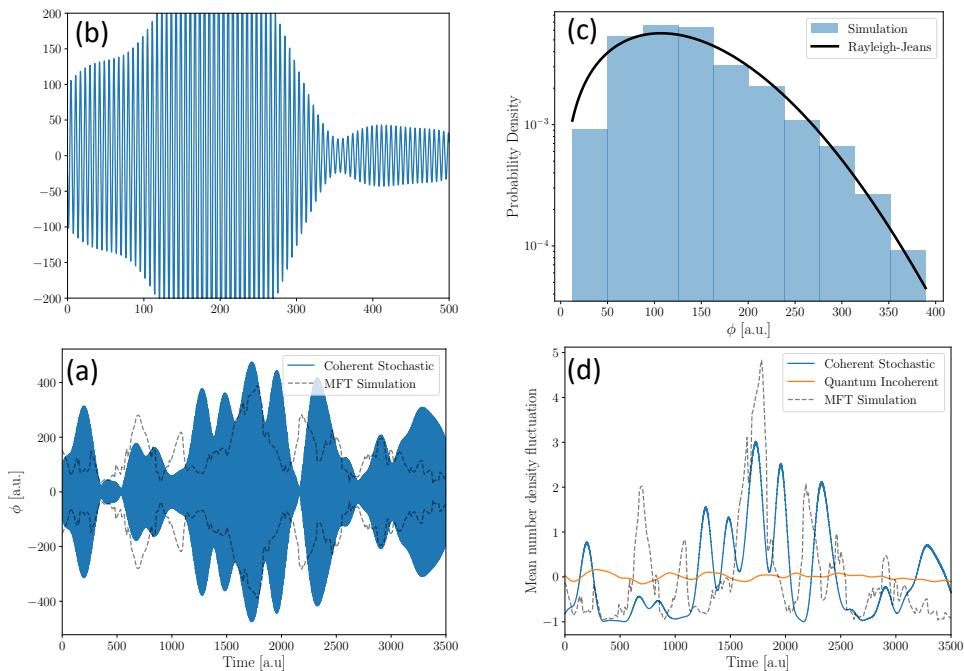 (b)
200
150
100
50
0
−50
−100
−150
−200
0 100 200 300 400 500
(c)
Simulation
Rayleigh-Jeans
Probability Density
10−3
10−4
0 50 100 150 200 250 300 350 400
ϕ [a.u.]
(a)
Coherent Stochastic
MFT Simulation
ϕ [a.u.]
400
200
0
−200
−400
0 500 1000 1500 2000 2500 3000 3500
Time [a.u]
(d)
Coherent Stochastic
Quantum Incoherent
MFT Simulation
Mean number density fluctuation
5
4
3
2
1
0
−1
0 500 1000 1500 2000 2500 3000 3500
Time [a.u]